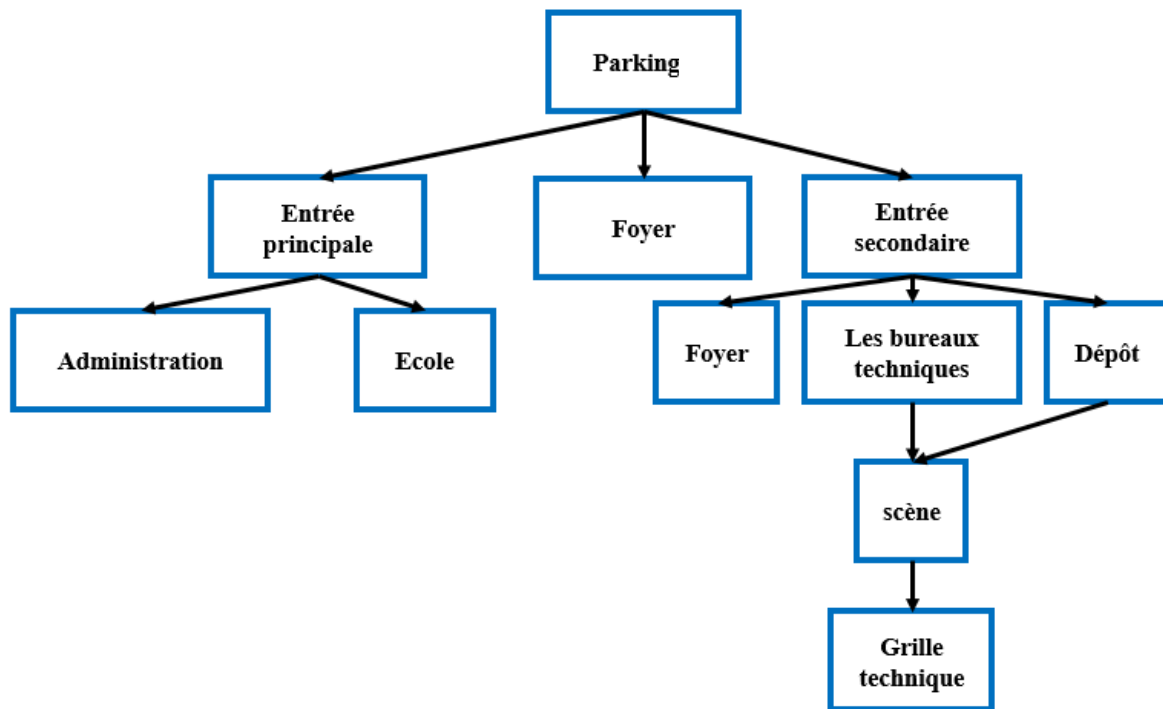 Parking
Entrée
principale
Foyer
Entrée
secondaire
Administration
Ecole
Foyer
Les bureaux
techniques
Dépôt
scène
Grille
technique